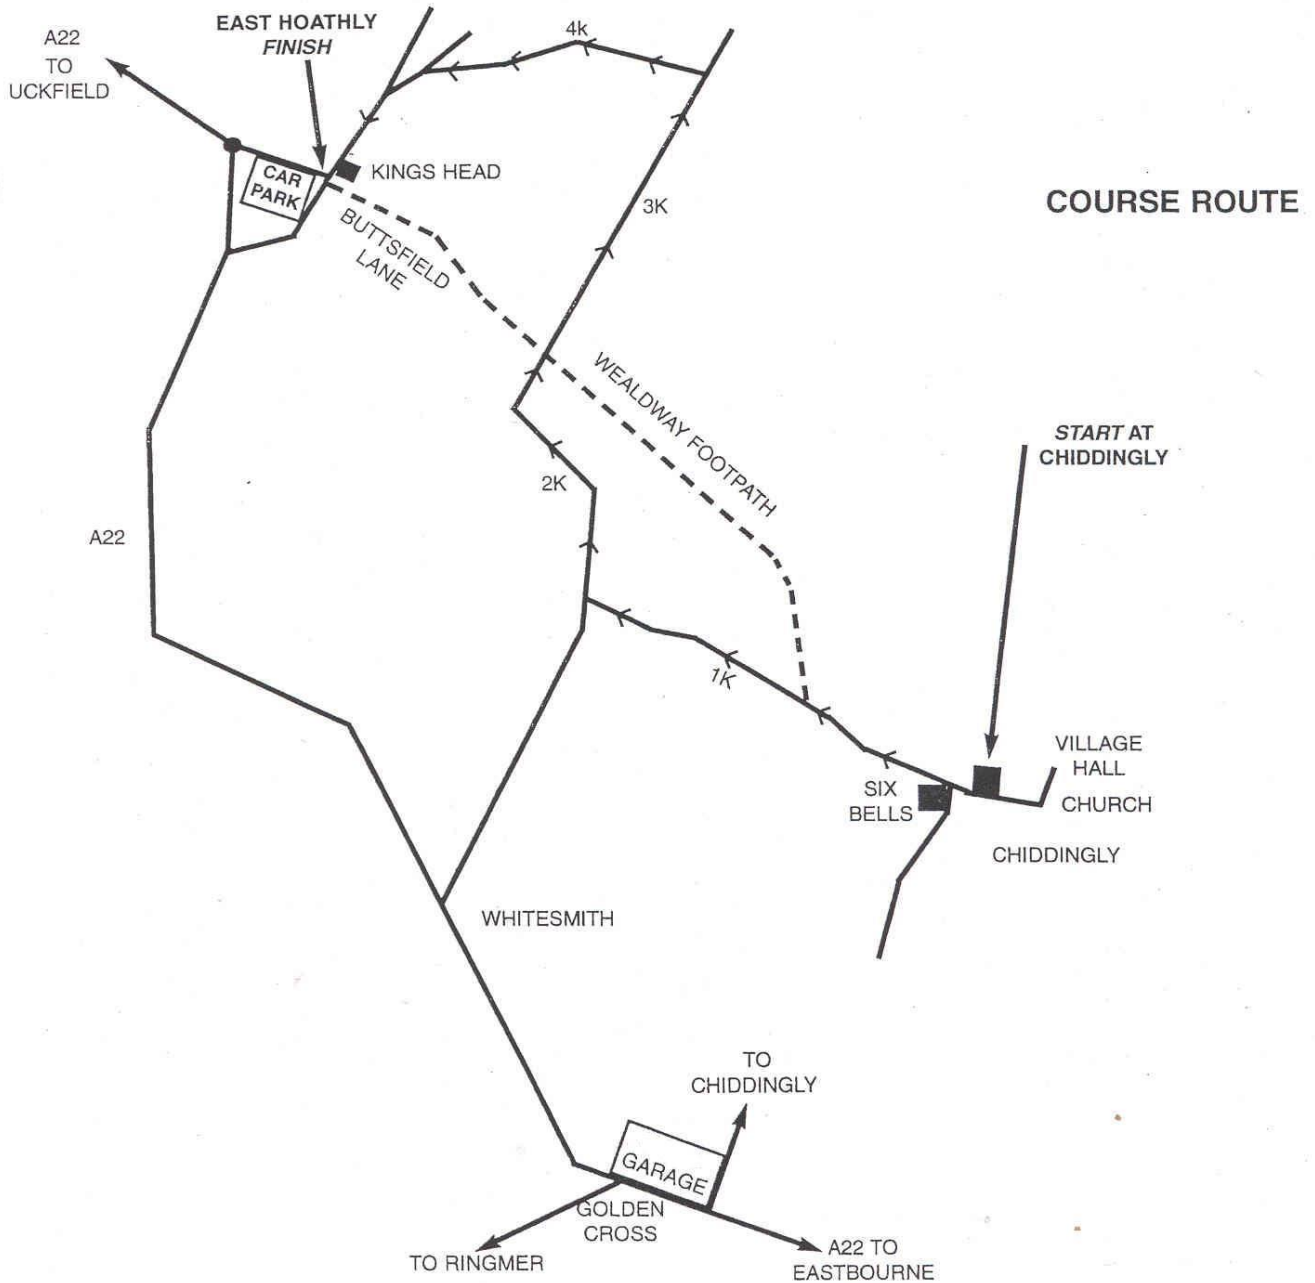 A22
TO
UCKFIELD
EAST HOATHLY
FINISH
4k
CAR
PARK
KINGS HEAD
BUTTSFIELD
LANE
3K
COURSE ROUTE
WEALDWAY FOOTPATH
START AT
CHIDDINGLY
2K
A22
1K
VILLAGE
HALL
SIX
BELLS
CHURCH
CHIDDINGLY
WHITESMITH
TO
CHIDDINGLY
GARAGE
GOLDEN
CROSS
TO RINGMER
A22 TO
EASTBOURNE